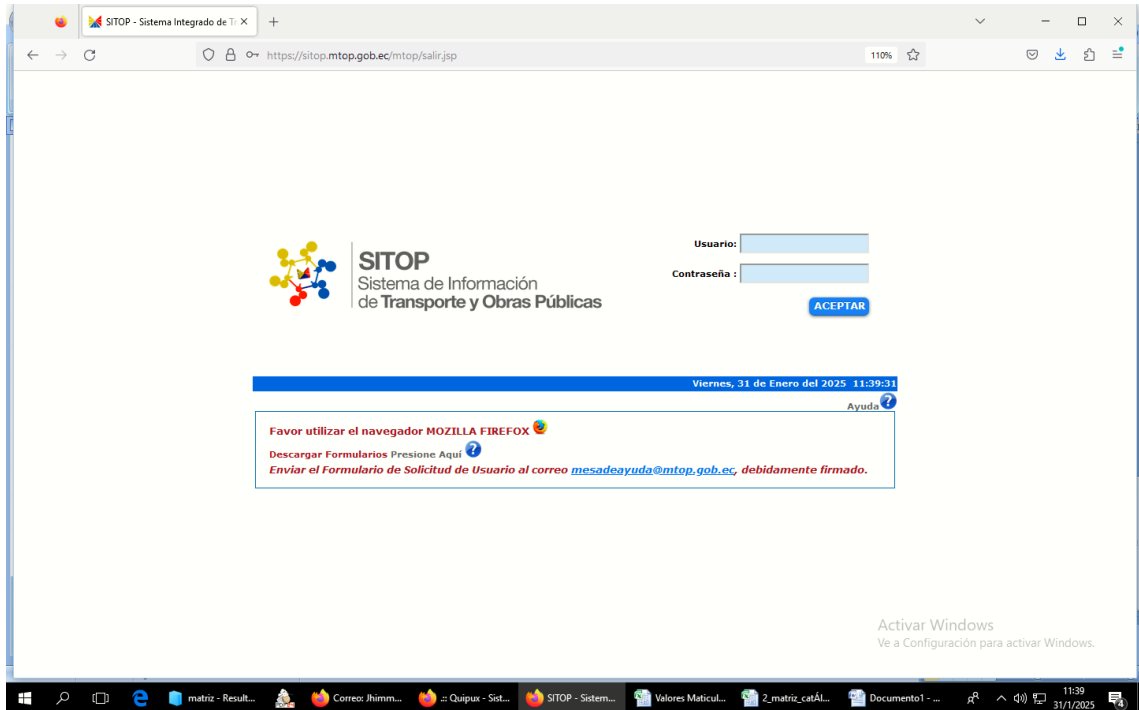 SITOP - Sistema Integrado de Tr
https://sitop.mtop.gob.ec/mtop/salir.jsp
110%
SITOP
Sistema de Información
de Transporte y Obras Públicas
Usuario:
Contraseña :
ACEPTAR
Viernes, 31 de Enero del 2025 11:39:31
Ayuda
Favor utilizar el navegador MOZILLA FIREFOX
Descargar Formularios Presione Aquí
Enviar el Formulario de Solicitud de Usuario al correo mesadeayuda@mtop.gob.ec, debidamente firmado.
Activar Windows
Ve a Configuración para activar Windows.
matriz - Result...
Correo: Jhimm...
.:: Quipux - Sist...
SITOP - Sistem...
Valores Maticul...
2_matriz_catÁl...
Documento1 - ...
11:39
31/1/2025
4